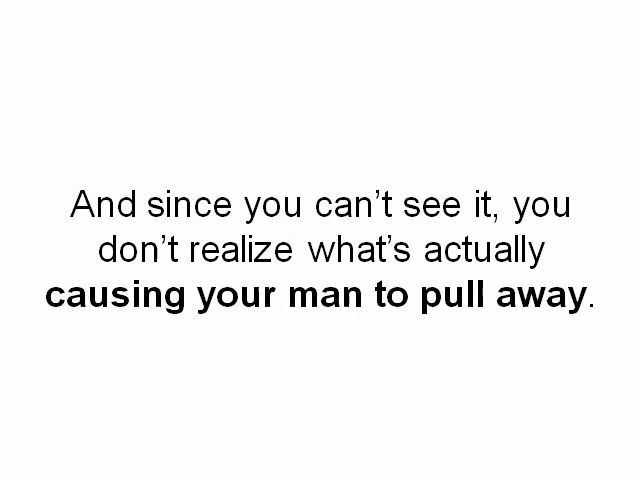 And since you can’t see it, you
don’t realize what’s actually
causing your man to pull away.